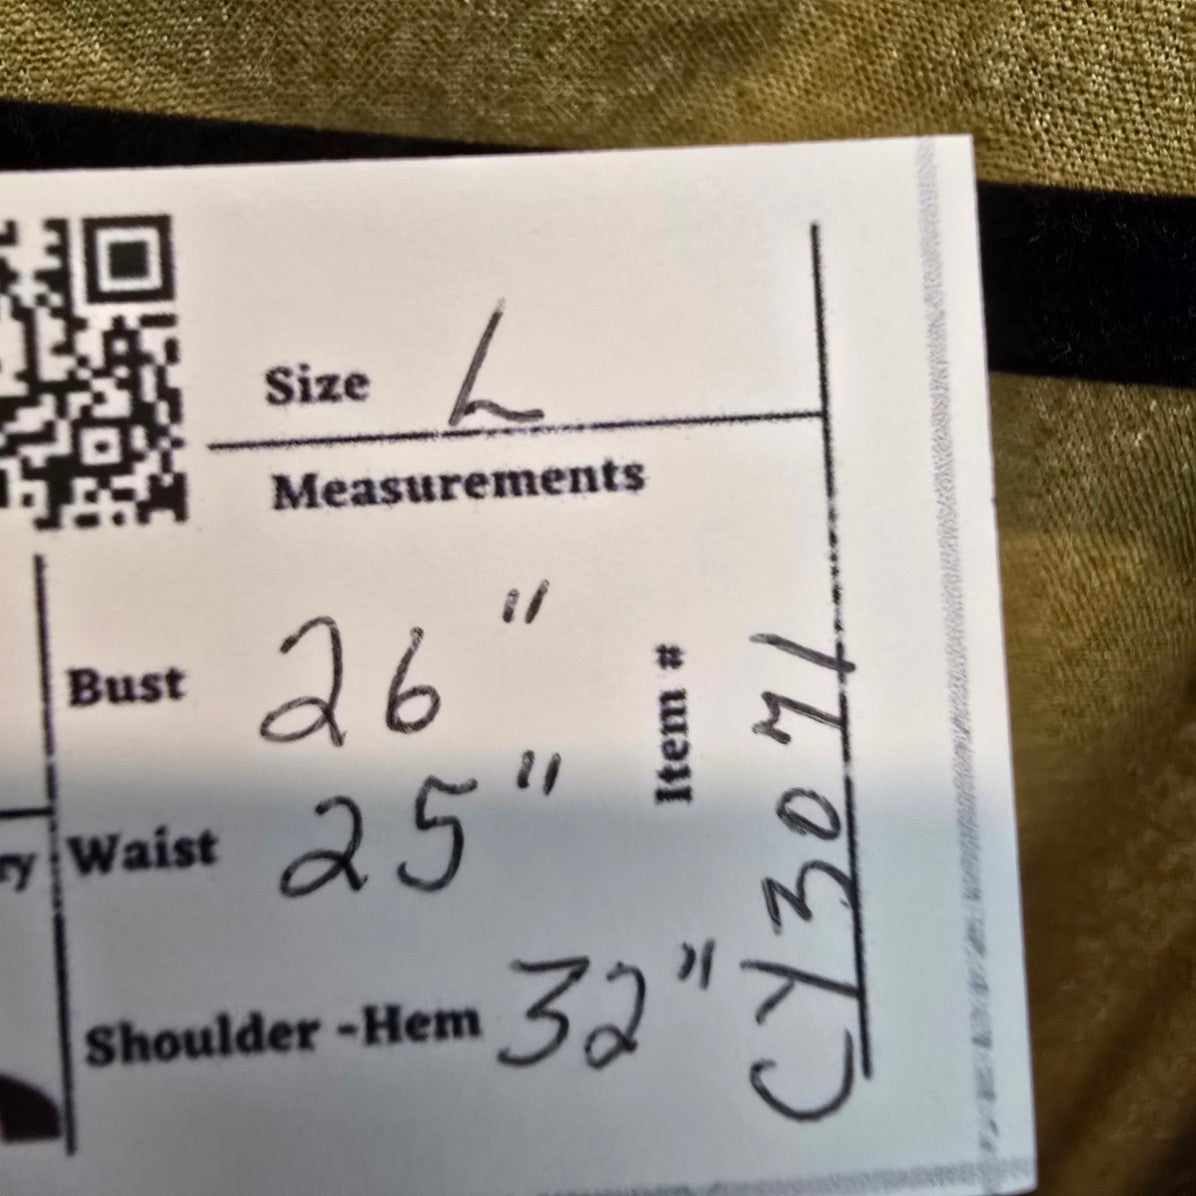 Size L
Measurements
Bust 26"
Waist 25"
Shoulder -Hem 32"
Item #
CY3071